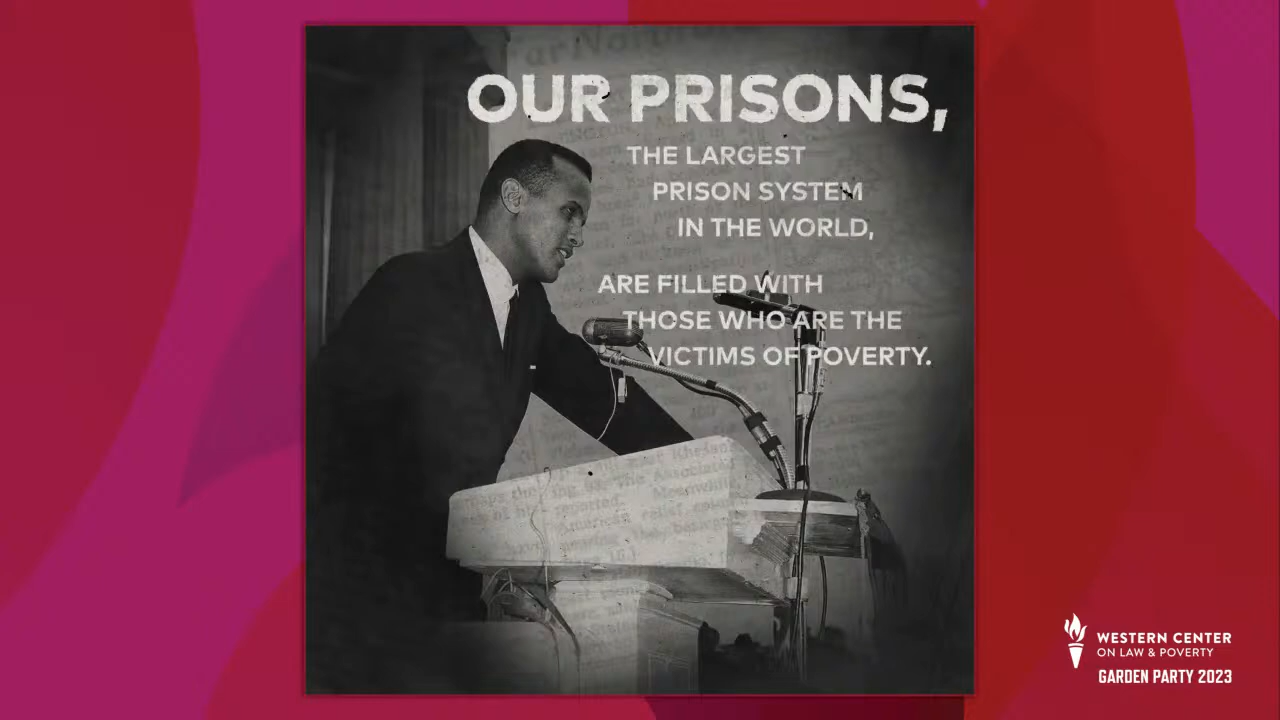 OUR PRISONS,
THE LARGEST
PRISON SYSTEM
IN THE WORLD,
ARE FILLED WITH
THOSE WHO ARE THE
VICTIMS OF POVERTY.
WESTERN CENTER
ON LAW & POVERTY
GARDEN PARTY 2023